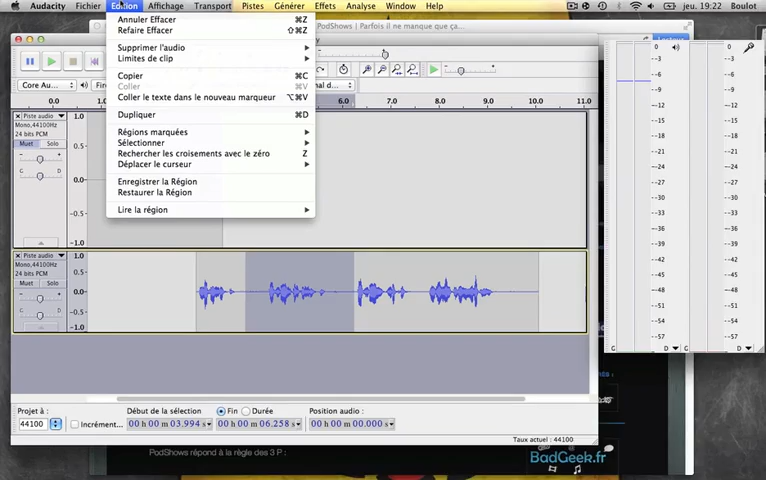 Audacity Fichier Edition Affichage Transport Pistes Générer Effets Analyse Window Help jeu. 19:22 Boulot
PodShows | Parfois il ne manque que ça...
Annuler Effacer ⌘Z
Refaire Effacer ⇧⌘Z
Supprimer l'audio
Limites de clip
Copier ⌘C
Coller ⌘V
Coller le texte dans le nouveau marqueur ⌥⌘V
Dupliquer ⌘D
Régions marquées
Sélectionner
Rechercher les croisements avec le zéro Z
Déplacer le curseur
Enregistrer la Région
Restaurer la Région
Lire la région
Core Au...
0.0 6.0 7.0 8.0 9.0
Piste audio 1.0
Mono,44100Hz
24 bits PCM 0.5
Muet Solo
- +
0.0
G D
-0.5
-1.0
Piste audio 1.0
Mono,44100Hz
24 bits PCM 0.5
Muet Solo
- +
0.0
G D
-0.5
-1.0
0 0
-3 -3
-6 -6
-9 -9
-12 -12
-15 -15
-18 -18
-21 -21
-24 -24
-27 -27
-30 -30
-33 -33
-36 -36
-39 -39
-42 -42
-45 -45
-48 -48
-51 -51
-54 -54
-57 -57
G D G D
Projet à : Début de la sélection Fin Durée Position audio :
44100 Incrément... 00 h 00 m 03.994 s 00 h 00 m 06.258 s 00 h 00 m 00.000 s
Taux actuel : 44100
PodShows répond à la règle des 3 P :
BadGeek.fr